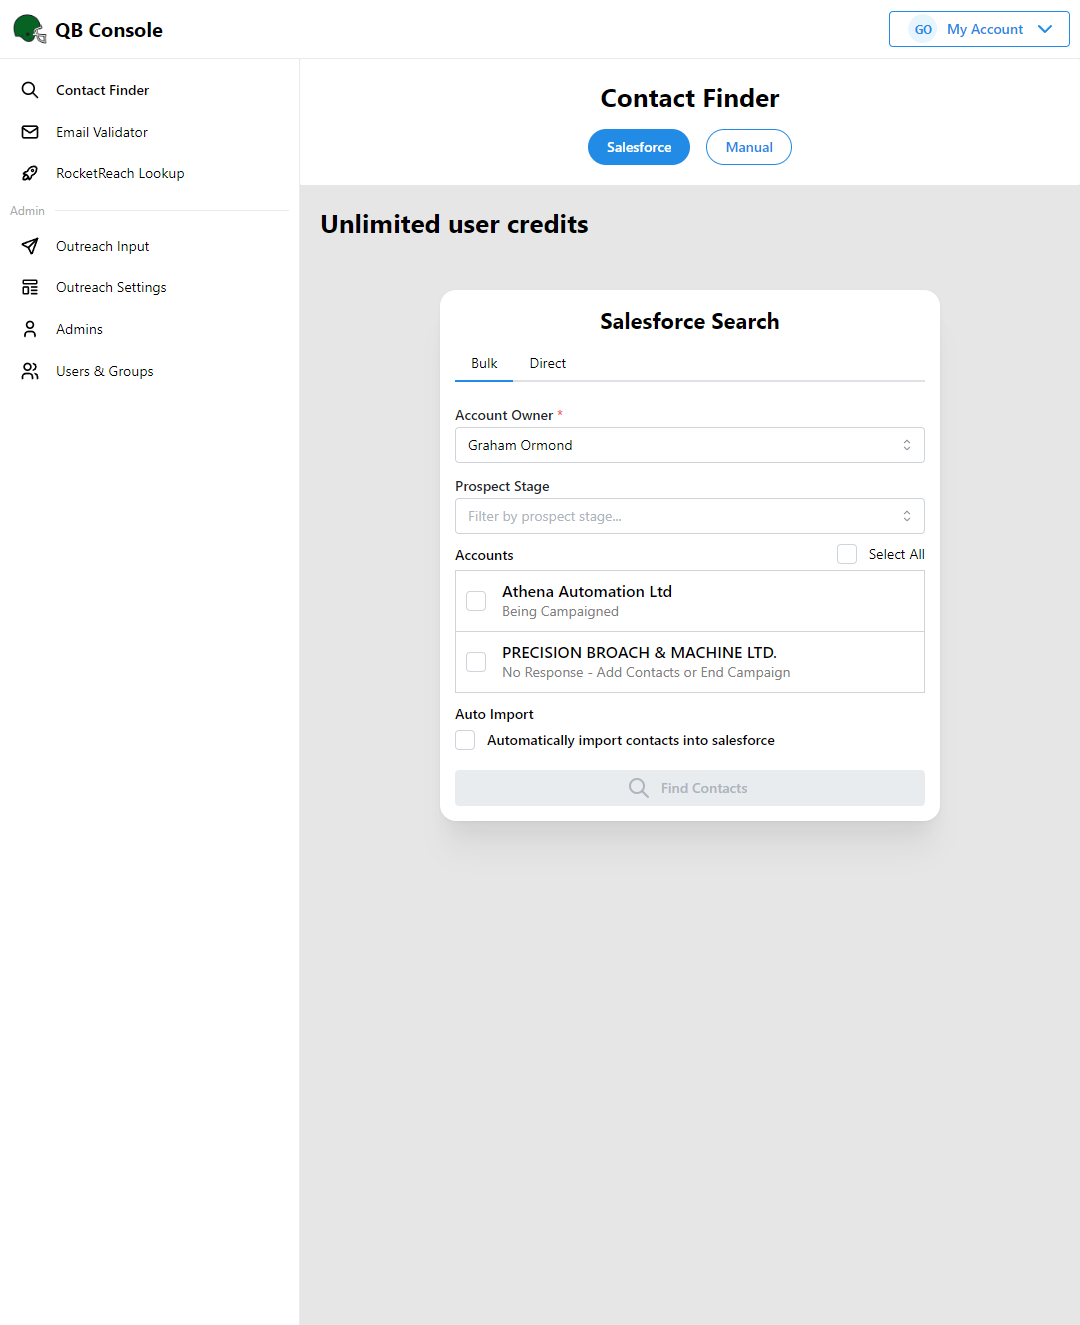 QB Console
GO My Account
Contact Finder
Email Validator
RocketReach Lookup
Admin
Outreach Input
Outreach Settings
Admins
Users & Groups
Contact Finder
Salesforce Manual
Unlimited user credits
Salesforce Search
Bulk Direct
Account Owner *
Graham Ormond
Prospect Stage
Filter by prospect stage...
Accounts Select All
Athena Automation Ltd
Being Campaigned
PRECISION BROACH & MACHINE LTD.
No Response - Add Contacts or End Campaign
Auto Import
Automatically import contacts into salesforce
Find Contacts